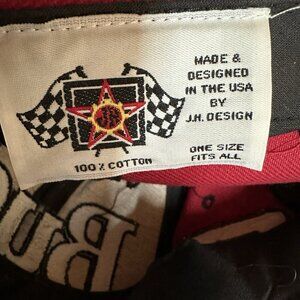 MADE &
DESIGNED
IN THE USA
BY
J.H. DESIGN
100% COTTON
ONE SIZE
FITS ALL